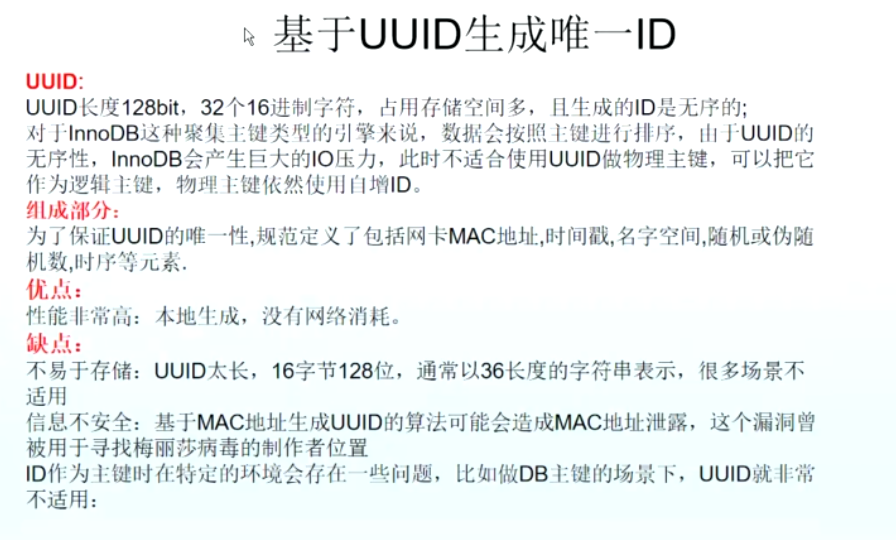 基于UUID生成唯一ID
UUID:
UUID长度128bit，32个16进制字符，占用存储空间多，且生成的ID是无序的;
对于InnoDB这种聚集主键类型的引擎来说，数据会按照主键进行排序，由于UUID的
无序性，InnoDB会产生巨大的IO压力，此时不适合使用UUID做物理主键，可以把它
作为逻辑主键，物理主键依然使用自增ID。
组成部分：
为了保证UUID的唯一性,规范定义了包括网卡MAC地址,时间戳,名字空间,随机或伪随
机数,时序等元素.
优点：
性能非常高：本地生成，没有网络消耗。
缺点：
不易于存储：UUID太长，16字节128位，通常以36长度的字符串表示，很多场景不
适用
信息不安全：基于MAC地址生成UUID的算法可能会造成MAC地址泄露，这个漏洞曾
被用于寻找梅丽莎病毒的制作者位置
ID作为主键时在特定的环境会存在一些问题，比如做DB主键的场景下，UUID就非常
不适用：